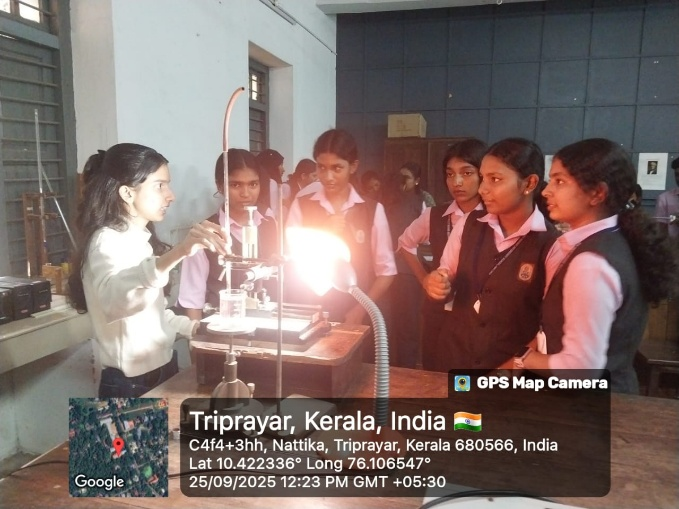 GPS Map Camera
Triprayar, Kerala, India 🇮🇳
C4f4+3hh, Nattika, Triprayar, Kerala 680566, India
Lat 10.422336° Long 76.106547°
25/09/2025 12:23 PM GMT +05:30
Google